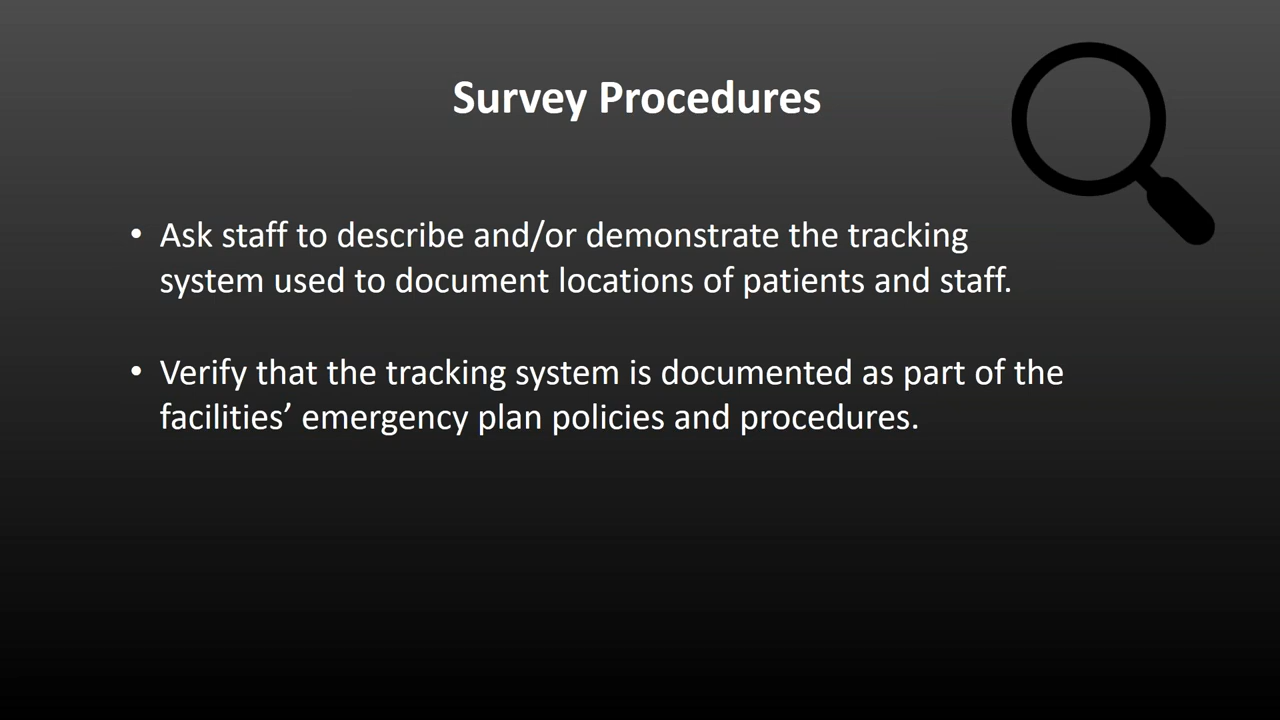 Survey Procedures
• Ask staff to describe and/or demonstrate the tracking
system used to document locations of patients and staff.
• Verify that the tracking system is documented as part of the
facilities’ emergency plan policies and procedures.